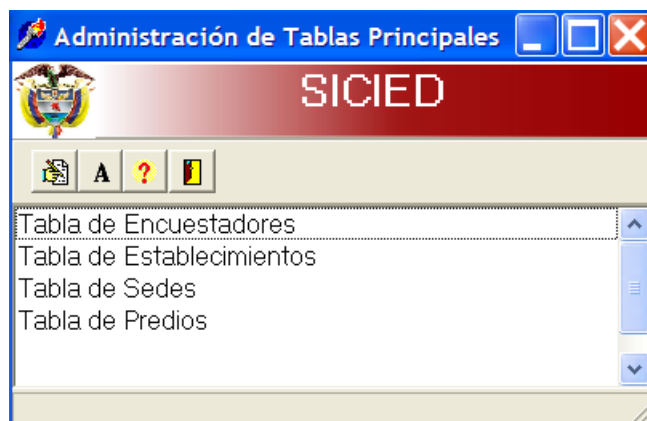 Administración de Tablas Principales
SICIED
A ?
Tabla de Encuestadores
Tabla de Establecimientos
Tabla de Sedes
Tabla de Predios